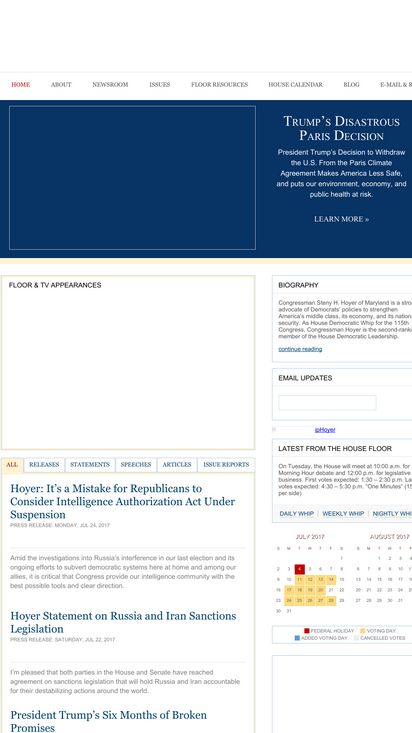 HOME ABOUT NEWSROOM ISSUES FLOOR RESOURCES HOUSE CALENDAR BLOG E-MAIL &
TRUMP'S DISASTROUS
PARIS DECISION
President Trump's Decision to Withdraw
the U.S. From the Paris Climate
Agreement Makes America Less Safe,
and puts our environment, economy, and
public health at risk.
LEARN MORE »
FLOOR & TV APPEARANCES
ALL RELEASES STATEMENTS SPEECHES ARTICLES ISSUE REPORTS
Hoyer: It's a Mistake for Republicans to
Consider Intelligence Authorization Act Under
Suspension
PRESS RELEASE: MONDAY, JUL 24, 2017
Amid the investigations into Russia's interference in our last election and its
ongoing efforts to subvert democratic systems here at home and among our
allies, it is critical that Congress provide our intelligence community with the
best possible tools and clear direction.
Hoyer Statement on Russia and Iran Sanctions
Legislation
PRESS RELEASE: SATURDAY, JUL 22, 2017
I'm pleased that both parties in the House and Senate have reached
agreement on sanctions legislation that will hold Russia and Iran accountable
for their destabilizing actions around the world.
President Trump's Six Months of Broken
Promises
BIOGRAPHY
Congressman Steny H. Hoyer of Maryland is a
advocate of Democrats' policies to strengthen
America's middle class, its economy, and its
security. As House Democratic Whip for the 115th
Congress, Congressman Hoyer is the
member of the House Democratic Leadership.
continue reading
EMAIL UPDATES
ipHoyer
LATEST FROM THE HOUSE FLOOR
On Tuesday, the House will meet at 10:00 a.m. for
Morning Hour debate and 12:00 p.m. for legislative
business. First votes expected: 1:30 – 2:30 p.m.
votes expected: 4:30 – 5:30 p.m. "One Minutes" (15
per side)
DAILY WHIP WEEKLY WHIP NIGHTLY
JULY 2017 AUGUST 2017
S M T W T F S S M T W T
1 1 2 3
2 3 4 5 6 7 8 6 7 8 9 10
9 10 11 12 13 14 15 13 14 15 16 17
16 17 18 19 20 21 22 20 21 22 23 24
23 24 25 26 27 28 29 27 28 29 30 31
30 31
FEDERAL HOLIDAY VOTING DAY
ADDED VOTING DAY CANCELLED VOTES